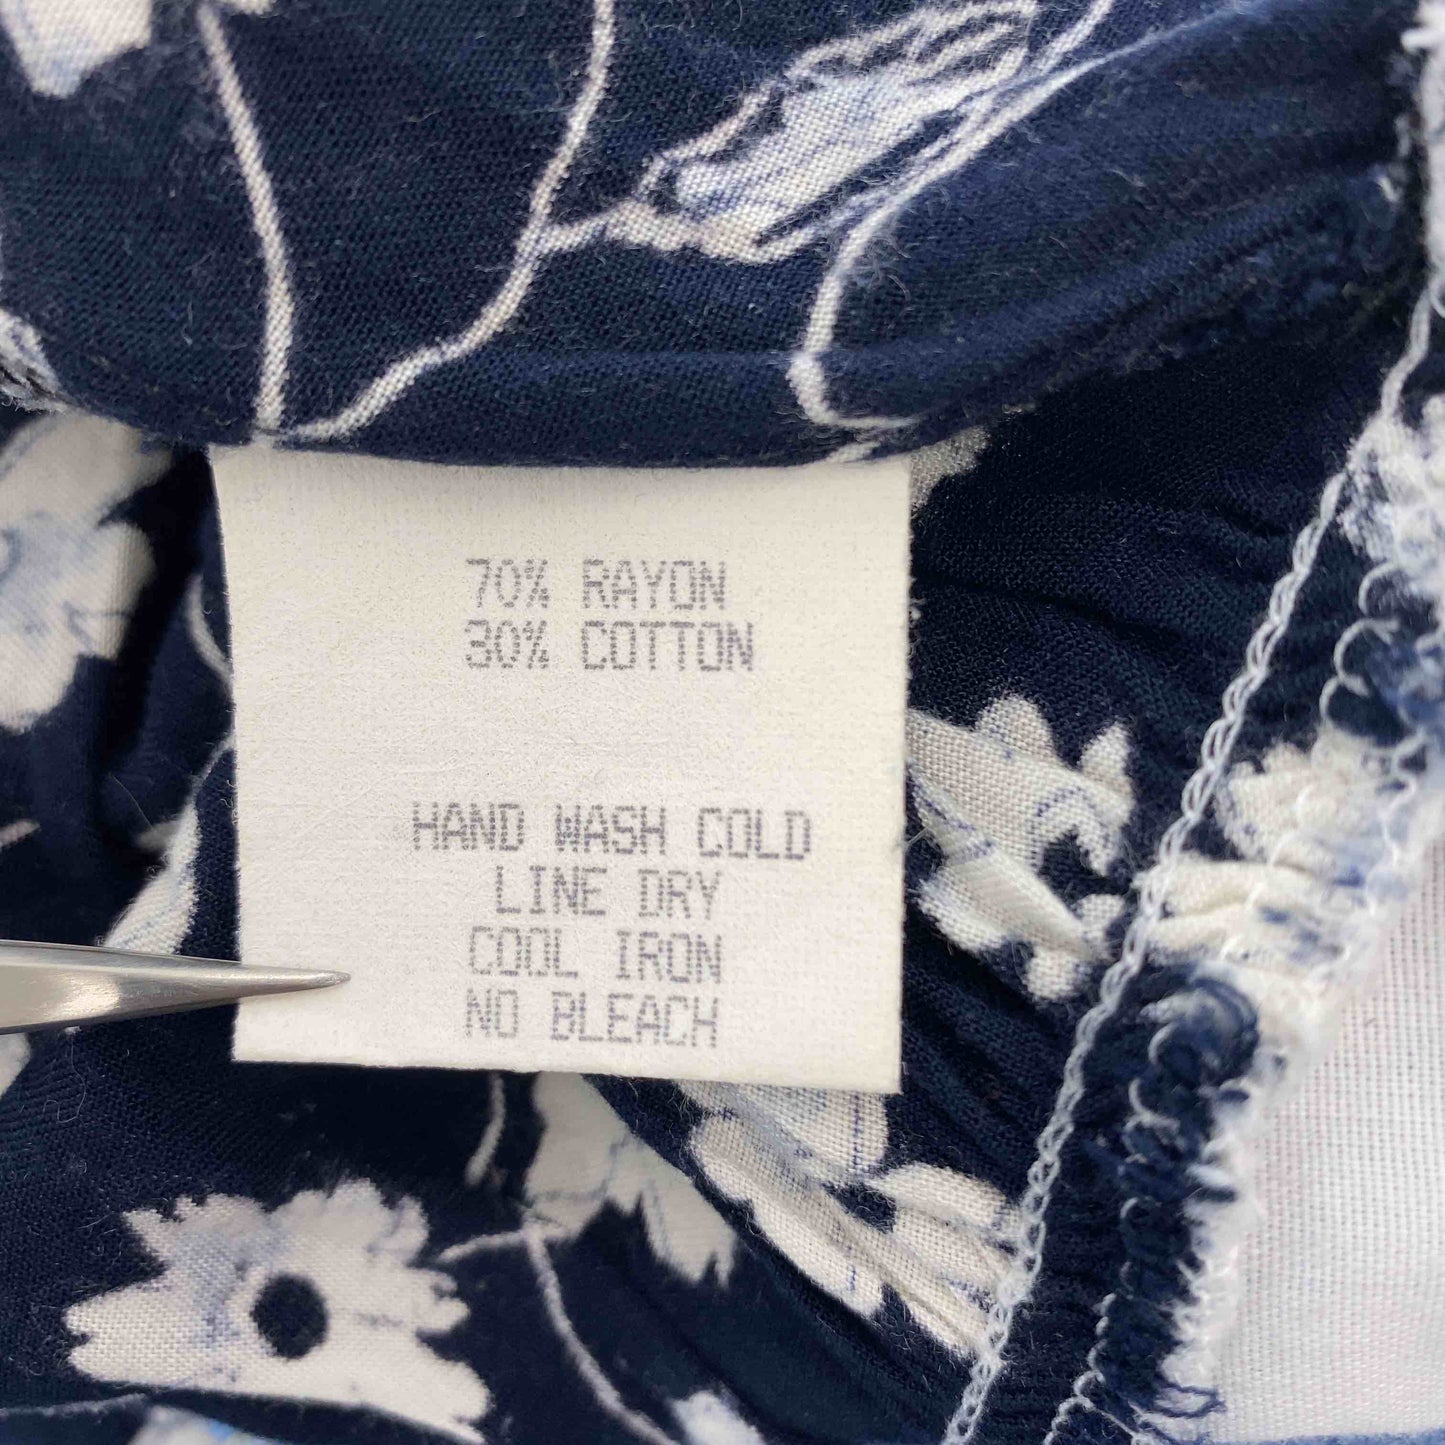 70% RAYON
30% COTTON
HAND WASH COLD
LINE DRY
COOL IRON
NO BLEACH